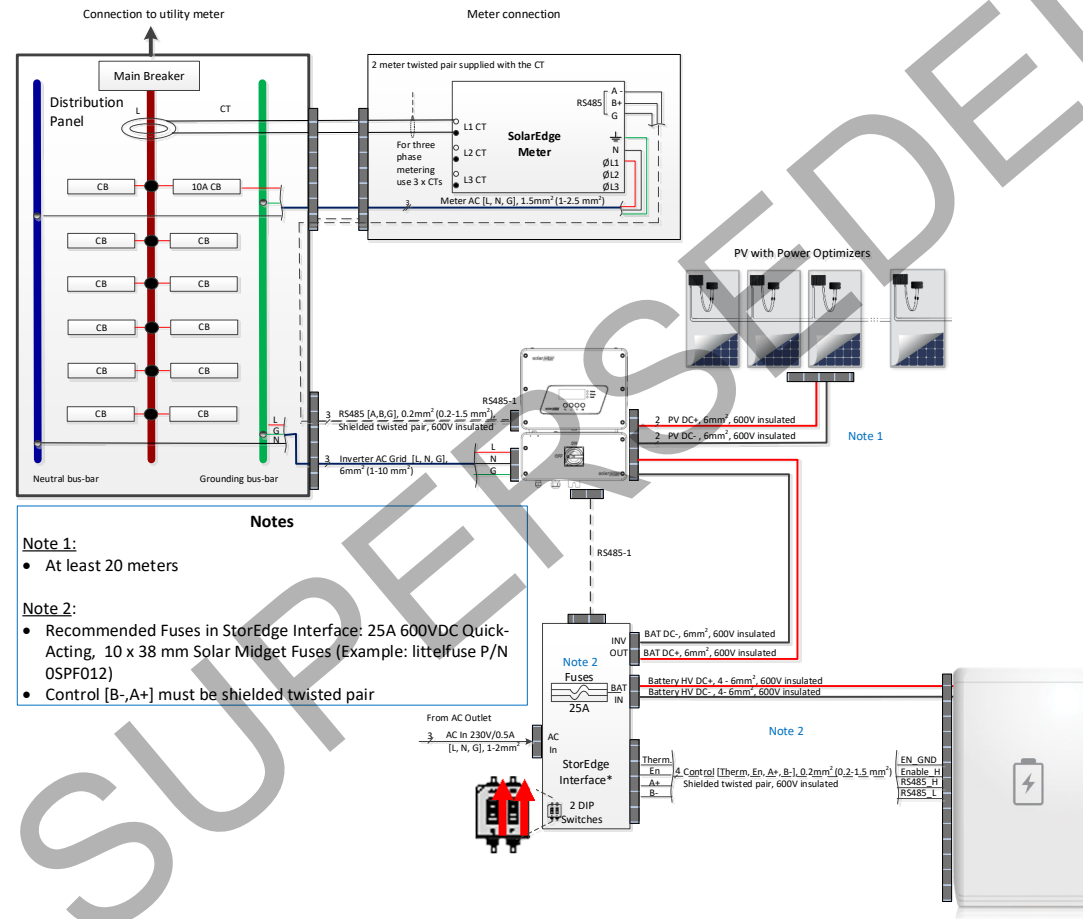 Connection to utility meter
Meter connection
Main Breaker
Distribution
Panel
L
CT
2 meter twisted pair supplied with the CT
For three
phase
metering
use 3 x CTs
L1 CT
L2 CT
L3 CT
SolarEdge
Meter
RS485
A -
B+
G
N
ØL1
ØL2
ØL3
3 Meter AC [L, N, G], 1.5mm² (1-2.5 mm²)
CB
10A CB
CB
CB
CB
CB
CB
CB
CB
CB
CB
CB
L
G
N
Neutral bus-bar
Grounding bus-bar
PV with Power Optimizers
solaredge
RS485-1
3 RS485 [A,B,G], 0.2mm² (0.2-1.5 mm²),
Shielded twisted pair, 600V insulated
3 Inverter AC Grid [L, N, G],
6mm² (1-10 mm²)
L
N
G
2 PV DC+, 6mm², 600V insulated
2 PV DC-, 6mm², 600V insulated
Note 1
RS485-1
Notes
Note 1:
• At least 20 meters
Note 2:
• Recommended Fuses in StorEdge Interface: 25A 600VDC Quick-
Acting, 10 x 38 mm Solar Midget Fuses (Example: littelfuse P/N
0SPF012)
• Control [B-,A+] must be shielded twisted pair
INV
OUT
BAT DC-, 6mm², 600V insulated
BAT DC+, 6mm², 600V insulated
Note 2
Fuses
25A
BAT
IN
Battery HV DC+, 4 - 6mm², 600V insulated
Battery HV DC-, 4- 6mm², 600V insulated
Note 2
From AC Outlet
3 AC In 230V/0.5A
[L, N, G], 1-2mm²
AC
In
StorEdge
Interface*
2 DIP
*Switches
Therm.
En
A+
B-
4 Control [Therm, En, A+, B-], 0.2mm² (0.2-1.5 mm²)
Shielded twisted pair, 600V insulated
EN_GND
Enable_H
RS485_H
RS485_L
SUPERSEDE